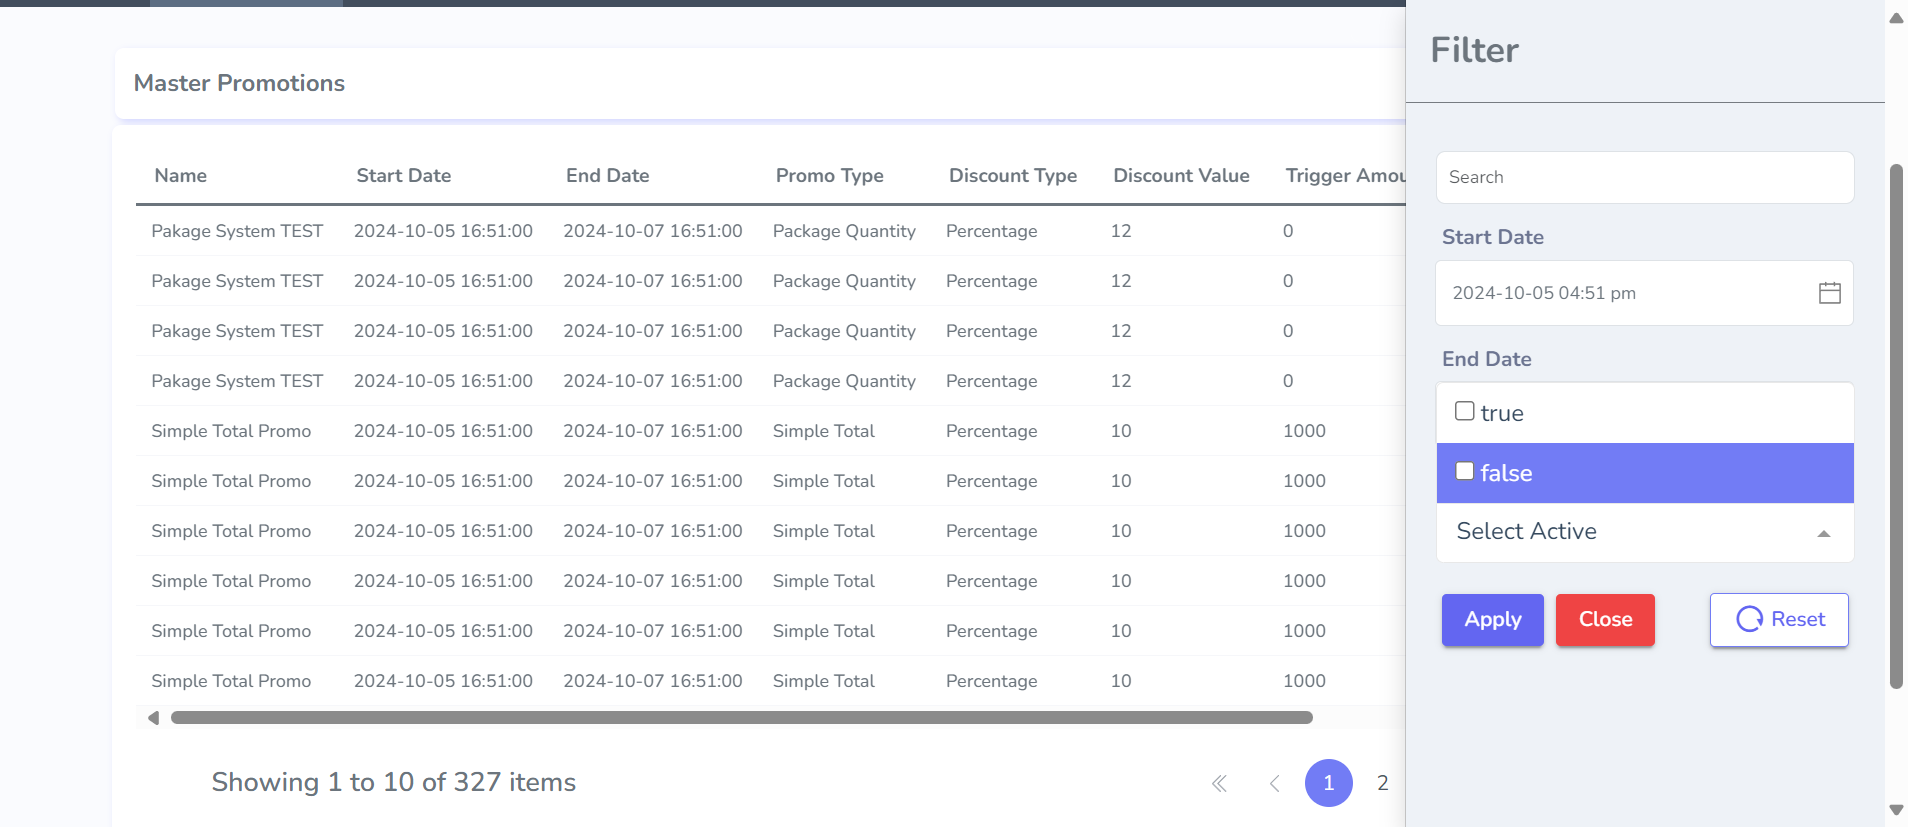 Master Promotions
Name Start Date End Date Promo Type Discount Type Discount Value Trigger Amou
Pakage System TEST 2024-10-05 16:51:00 2024-10-07 16:51:00 Package Quantity Percentage 12 0
Pakage System TEST 2024-10-05 16:51:00 2024-10-07 16:51:00 Package Quantity Percentage 12 0
Pakage System TEST 2024-10-05 16:51:00 2024-10-07 16:51:00 Package Quantity Percentage 12 0
Pakage System TEST 2024-10-05 16:51:00 2024-10-07 16:51:00 Package Quantity Percentage 12 0
Simple Total Promo 2024-10-05 16:51:00 2024-10-07 16:51:00 Simple Total Percentage 10 1000
Simple Total Promo 2024-10-05 16:51:00 2024-10-07 16:51:00 Simple Total Percentage 10 1000
Simple Total Promo 2024-10-05 16:51:00 2024-10-07 16:51:00 Simple Total Percentage 10 1000
Simple Total Promo 2024-10-05 16:51:00 2024-10-07 16:51:00 Simple Total Percentage 10 1000
Simple Total Promo 2024-10-05 16:51:00 2024-10-07 16:51:00 Simple Total Percentage 10 1000
Simple Total Promo 2024-10-05 16:51:00 2024-10-07 16:51:00 Simple Total Percentage 10 1000
Showing 1 to 10 of 327 items
1 2
Filter
Search
Start Date
2024-10-05 04:51 pm
End Date
true
false
Select Active
Apply Close Reset